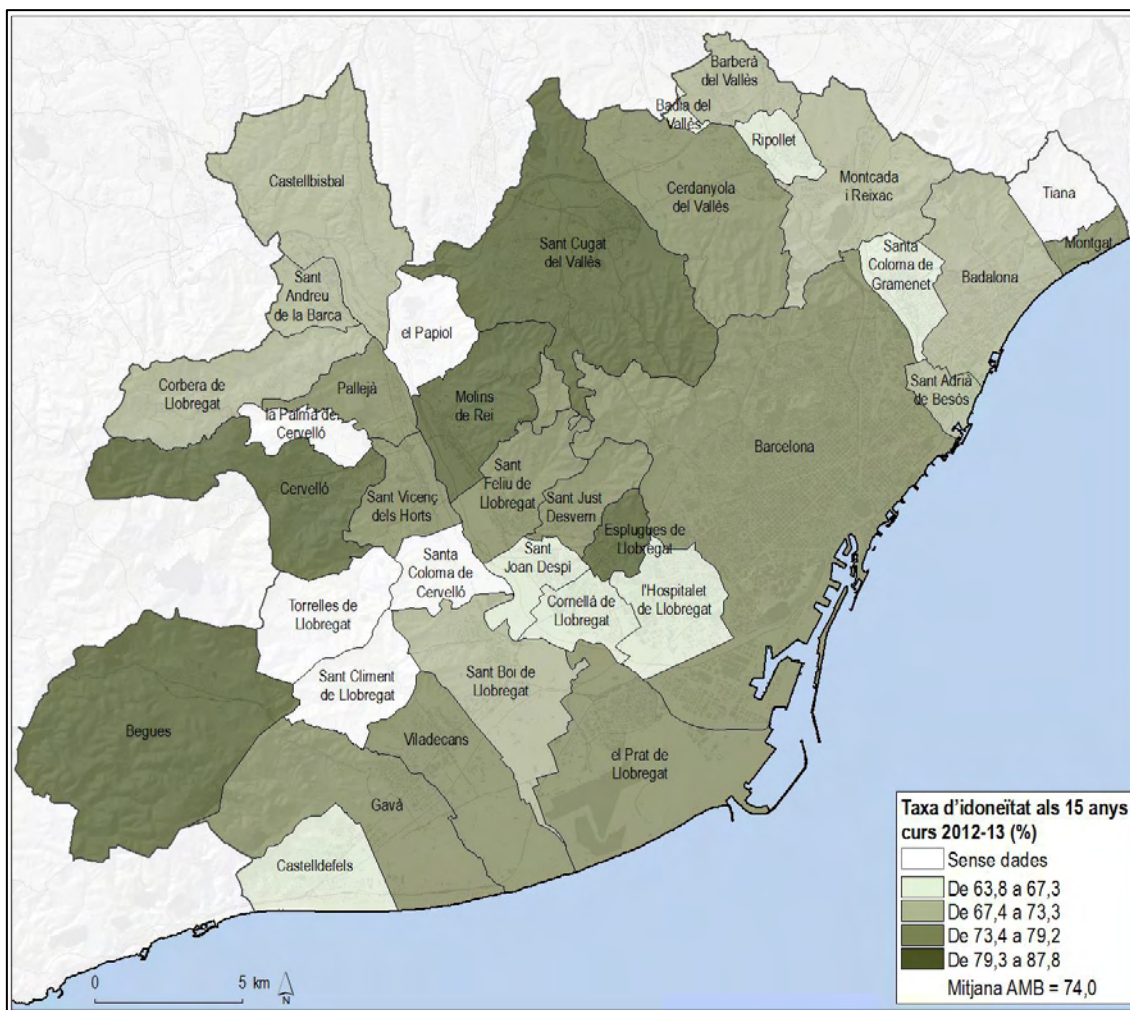 Barberà
del Vallès
Badia del
Vallès
Ripollet
Castellbisbal
Cerdanyola
del Vallès
Montcada
i Reixac
Tiana
Montgat
Sant Cugat
del Vallès
Santa
Coloma de
Gramenet
Badalona
Sant
Andreu
de la Barca
el Papiol
Corbera de
Llobregat
Pallejà
Molins
de Rei
Sant Adrià
de Besós
la Palma de
Cervelló
Barcelona
Cervelló
Sant Vicenç
dels Horts
Sant
Feliu de
Llobregat
Sant Just
Desvern
Esplugues de
Llobregat
Santa
Coloma de
Cervelló
Sant
Joan Despí
Cornellà de
Llobregat
l'Hospitalet
de Llobregat
Torrelles de
Llobregat
Sant Climent
de Llobregat
Sant Boi de
Llobregat
Begues
Viladecans
el Prat de
Llobregat
Gavà
Castelldefels
Taxa d'idoneïtat als 15 anys
curs 2012-13 (%)
Sense dades
De 63,8 a 67,3
De 67,4 a 73,3
De 73,4 a 79,2
De 79,3 a 87,8
Mitjana AMB = 74,0
0 5 km
N